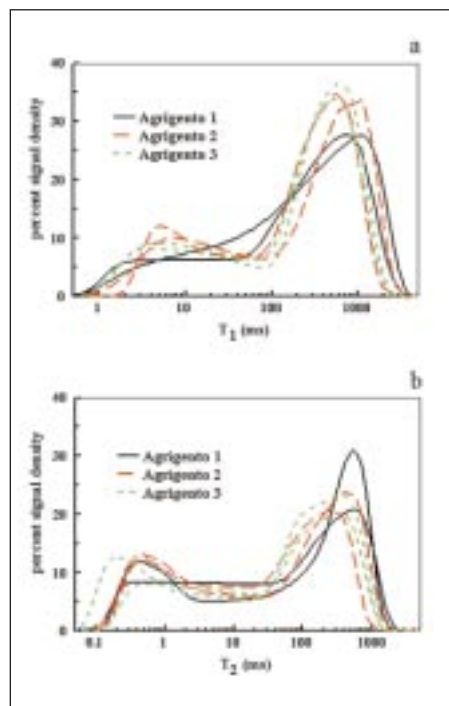 a
percent signal density
40
30
20
10
0
Agrigento 1
Agrigento 2
Agrigento 3
1
10
100
1000
T1 (ms)
b
percent signal density
40
30
20
10
0
Agrigento 1
Agrigento 2
Agrigento 3
0.1
1
10
100
1000
T2 (ms)